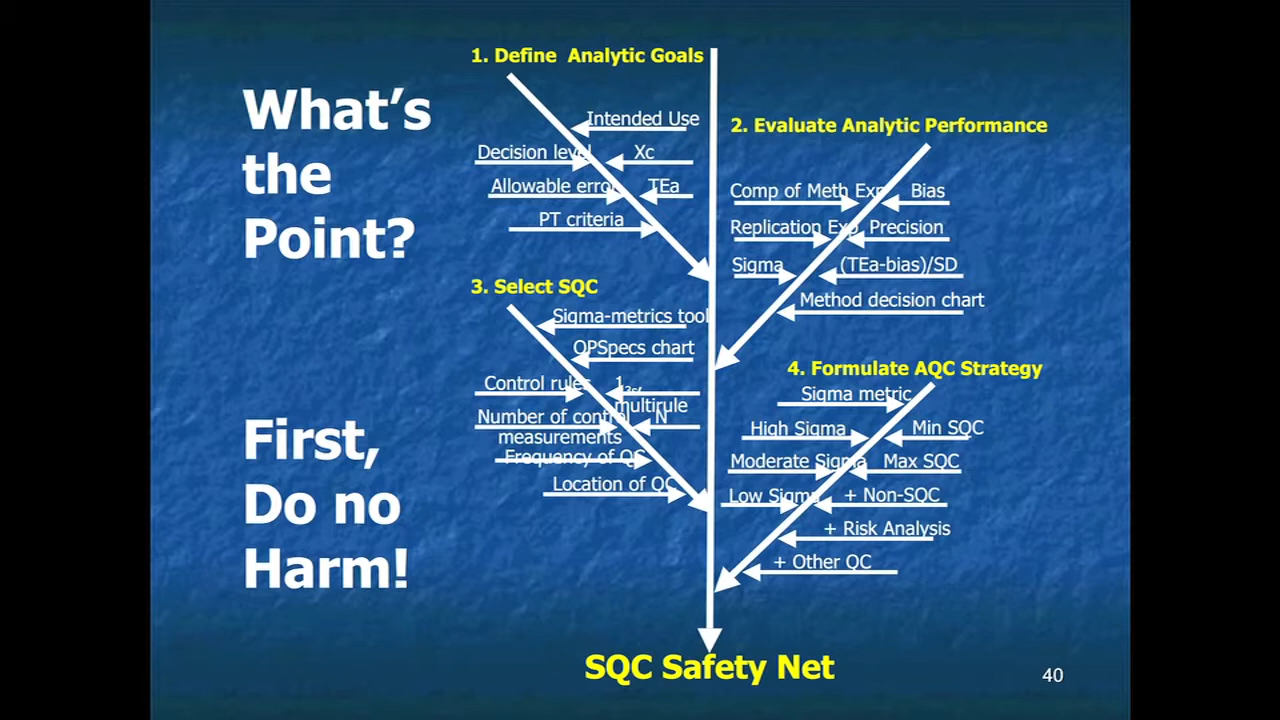 What's
the
Point?
First,
Do no
Harm!
1. Define Analytic Goals
Intended Use
Decision level
Xc
Allowable error
TEa
PT criteria
2. Evaluate Analytic Performance
Comp of Meth Exp
Bias
Replication Exp
Precision
Sigma
(TEa-bias)/SD
Method decision chart
3. Select SQC
Sigma-metrics tool
OPSpecs chart
Control rules
multirule
Number of control
N
measurements
Frequency of QC
Location of QC
4. Formulate AQC Strategy
Sigma metric
High Sigma
Min SQC
Moderate Sigma
Max SQC
Low Sigma
+ Non-SQC
+ Risk Analysis
+ Other QC
SQC Safety Net
40